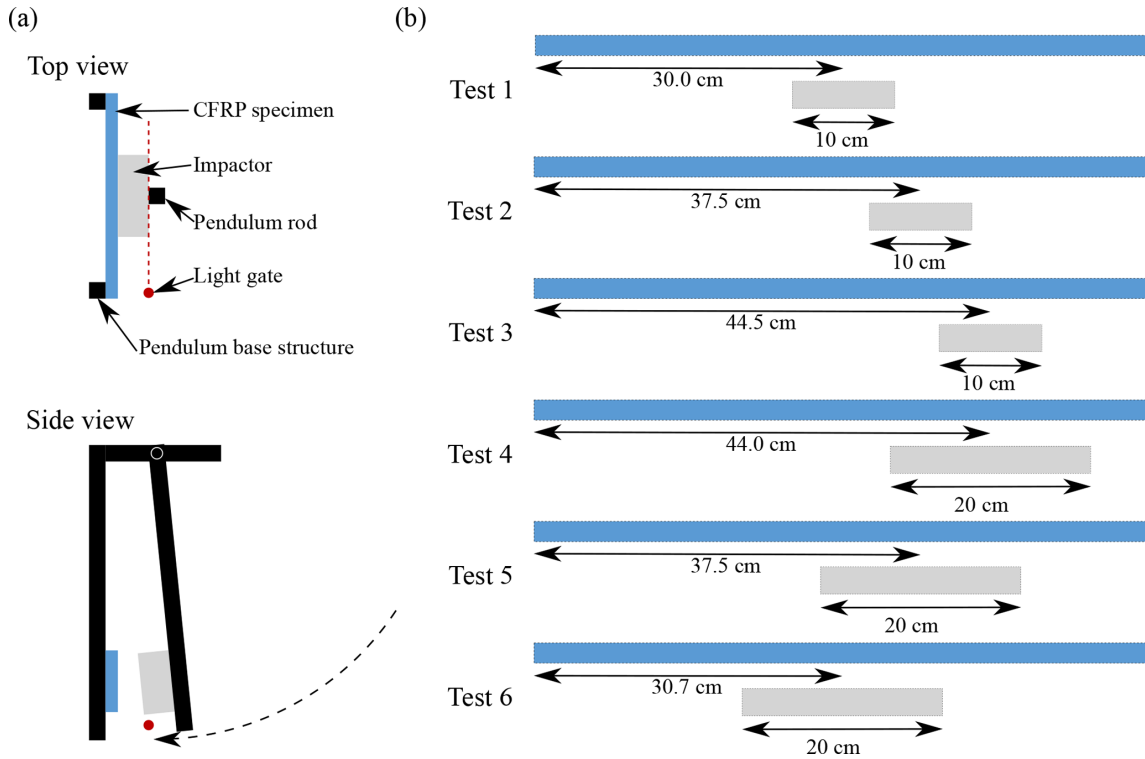 (a)
Top view
CFRP specimen
Impactor
Pendulum rod
Light gate
Pendulum base structure
Side view
(b)
Test 1
30.0 cm
10 cm
Test 2
37.5 cm
10 cm
Test 3
44.5 cm
10 cm
Test 4
44.0 cm
20 cm
Test 5
37.5 cm
20 cm
Test 6
30.7 cm
20 cm